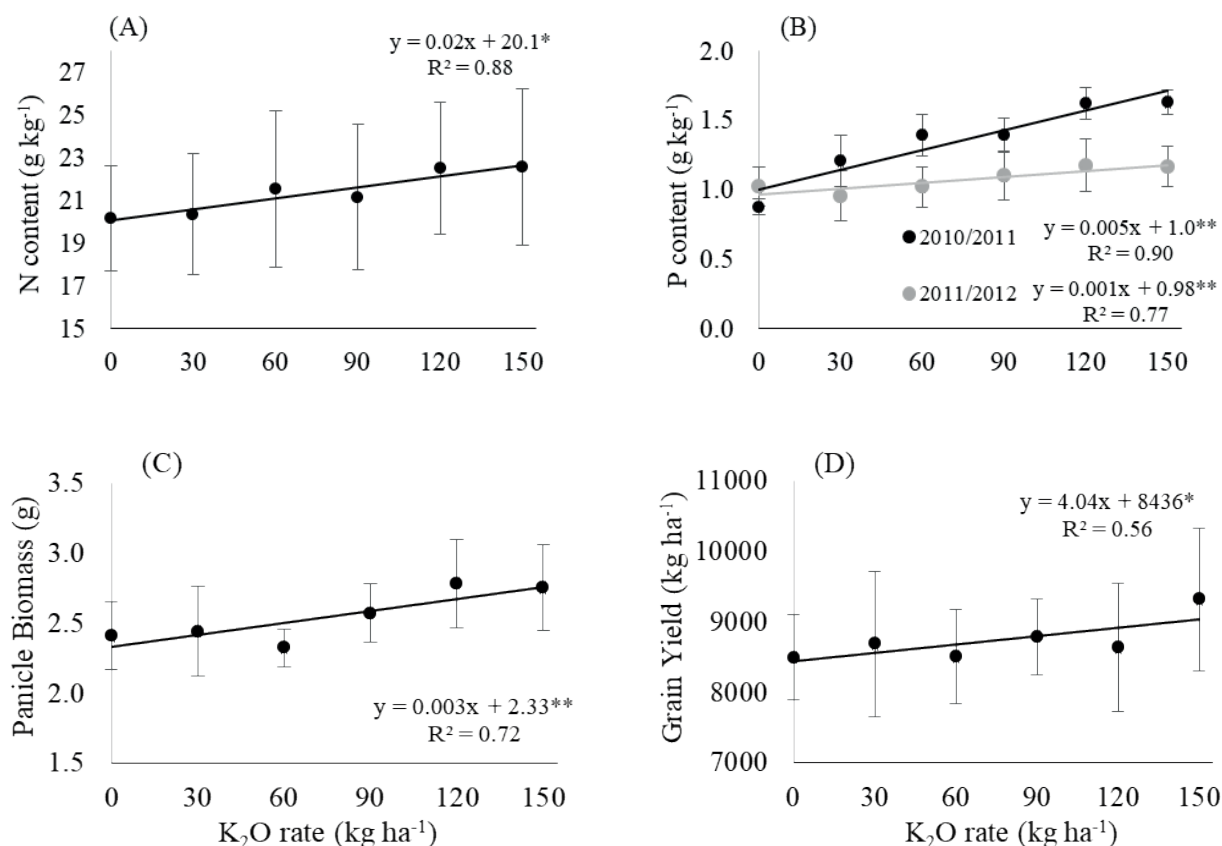 (A)
y = 0.02x + 20.1*
R² = 0.88
N content (g kg⁻¹)
27
25
23
21
19
17
15
0 30 60 90 120 150
(B)
P content (g kg⁻¹)
2.0
1.5
1.0
0.5
0.0
2010/2011 y = 0.005x + 1.0**
R² = 0.90
2011/2012 y = 0.001x + 0.98**
R² = 0.77
0 30 60 90 120 150
(C)
Panicle Biomass (g)
3.5
3.0
2.5
2.0
1.5
y = 0.003x + 2.33**
R² = 0.72
0 30 60 90 120 150
K₂O rate (kg ha⁻¹)
(D)
Grain Yield (kg ha⁻¹)
11000
10000
9000
8000
7000
y = 4.04x + 8436*
R² = 0.56
0 30 60 90 120 150
K₂O rate (kg ha⁻¹)